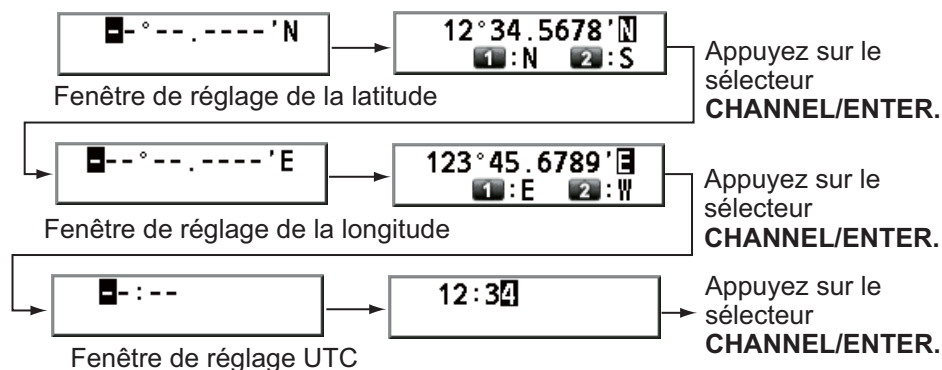 --°--.----'N
12°34.5678'N
1:N 2:S
Appuyez sur le
sélecteur
CHANNEL/ENTER.
Fenêtre de réglage de la latitude
---°--.----'E
123°45.6789'E
1:E 2:W
Appuyez sur le
sélecteur
CHANNEL/ENTER.
Fenêtre de réglage de la longitude
--:--
12:34
Appuyez sur le
sélecteur
CHANNEL/ENTER.
Fenêtre de réglage UTC